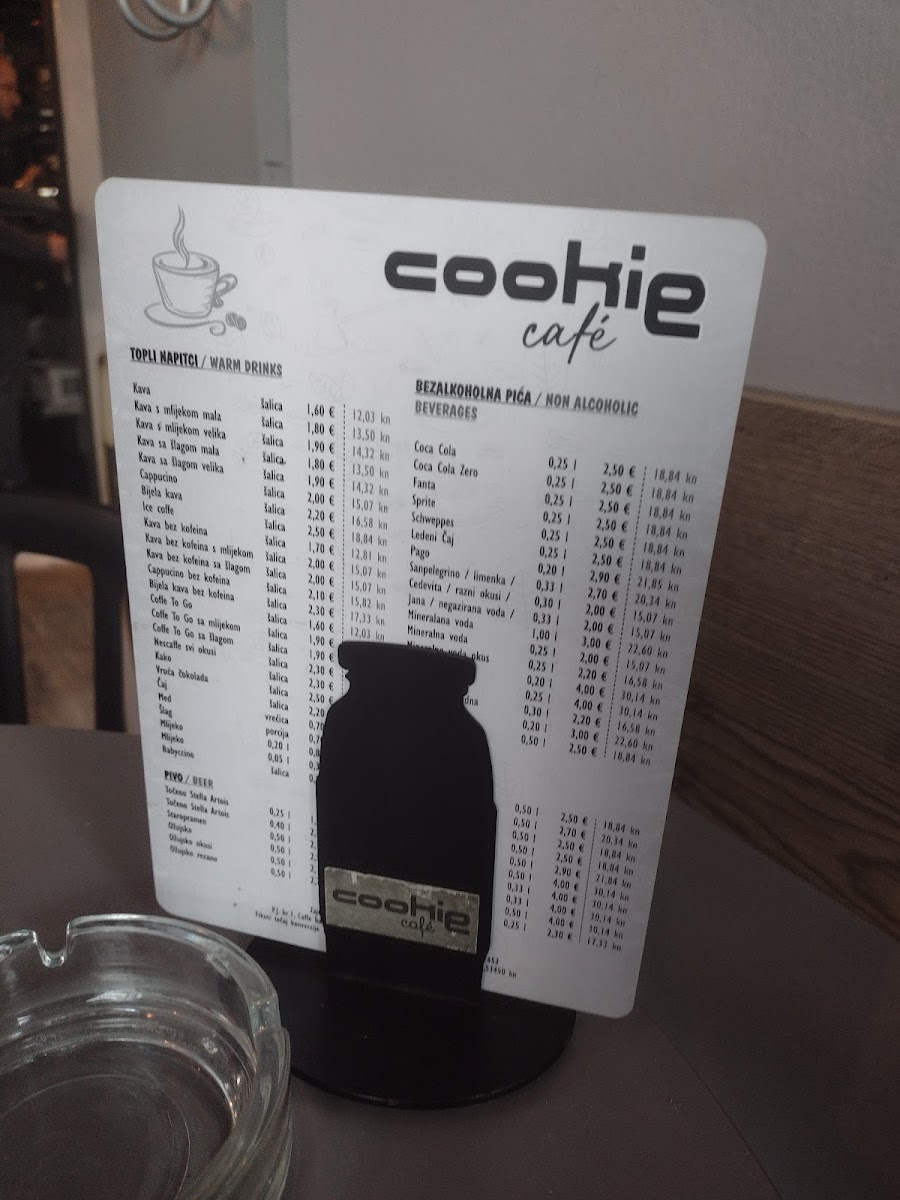 cookie
café
TOPLI NAPITCI / WARM DRINKS
Kava šalica 1,60 € 12,03 kn
Kava s mlijekom mala šalica 1,80 € 13,50 kn
Kava s mlijekom velika šalica 1,90 € 14,32 kn
Kava sa šlagom mala šalica 1,80 € 13,50 kn
Kava sa šlagom velika šalica 1,90 € 14,32 kn
Cappucino šalica 2,00 € 15,07 kn
Bijela kava šalica 2,20 € 16,58 kn
Ice coffe šalica 2,50 € 18,84 kn
Kava bez kofeina šalica 1,70 € 12,81 kn
Kava bez kofeina s mlijekom šalica 2,00 € 15,07 kn
Kava bez kofeina sa šlagom šalica 2,00 € 15,07 kn
Cappucino bez kofeina šalica 2,10 € 15,82 kn
Bijela kava bez kofeina šalica 2,30 € 17,33 kn
Coffe To Go šalica 1,60 € 12,03 kn
Coffe To Go sa mlijekom šalica 1,90 €
Coffe To Go sa šlagom šalica 1,90 €
Nescaffe svi okusi šalica 2,30 €
Kako šalica 2,30 €
Vruća čokolada šalica 2,50 €
Čaj šalica 2,20
Med vrečica 0,70
Šlag porcija
Mlijeko 0,20 l
Mlijeko 0,05 l
Babyccino šalica
PIVO / BEER
Točeno Stella Artois 0,25 l
Točeno Stella Artois 0,40 l
Staropramen 0,50 l
Ožujsko 0,50 l
Ožujsko okusi 0,50 l
Ožujsko rezano 0,50 l
BEZALKOHOLNA PIĆA / NON ALCOHOLIC
BEVERAGES
Coca Cola 0,25 l 2,50 € 18,84 kn
Coca Cola Zero 0,25 l 2,50 € 18,84 kn
Fanta 0,25 l 2,50 € 18,84 kn
Sprite 0,25 l 2,50 € 18,84 kn
Schweppes 0,25 l 2,50 € 18,84 kn
Ledeni Čaj 0,20 l 2,90 € 21,85 kn
Pago 0,33 l 2,70 € 20,34 kn
Sanpelegrino / limenka / 0,30 l 2,00 € 15,07 kn
Cedevita / razni okusi / 0,33 l 2,00 € 15,07 kn
Jana / negazirana voda / 1,00 l 3,00 € 22,60 kn
Mineralana voda 0,25 l 2,00 € 15,07 kn
Mineralna voda 0,25 l 2,20 € 16,58 kn
Mineralna voda okus 0,20 l 4,00 € 30,14 kn
0,25 l 4,00 € 30,14 kn
0,30 l 2,20 € 16,58 kn
0,20 l 3,00 € 22,60 kn
0,50 l 2,50 € 18,84 kn
0,50 l 2,50 € 18,84 kn
0,50 l 2,70 € 20,34 kn
0,50 l 2,50 € 18,84 kn
0,50 l 2,50 € 18,84 kn
0,50 l 2,90 € 21,84 kn
0,33 l 4,00 € 30,14 kn
0,33 l 4,00 € 30,14 kn
0,50 l 4,00 € 30,14 kn
0,25 l 2,30 € 17,33 kn
P.J. br 1, Caffe
Fiksni tečaj konverzije
cookie
café